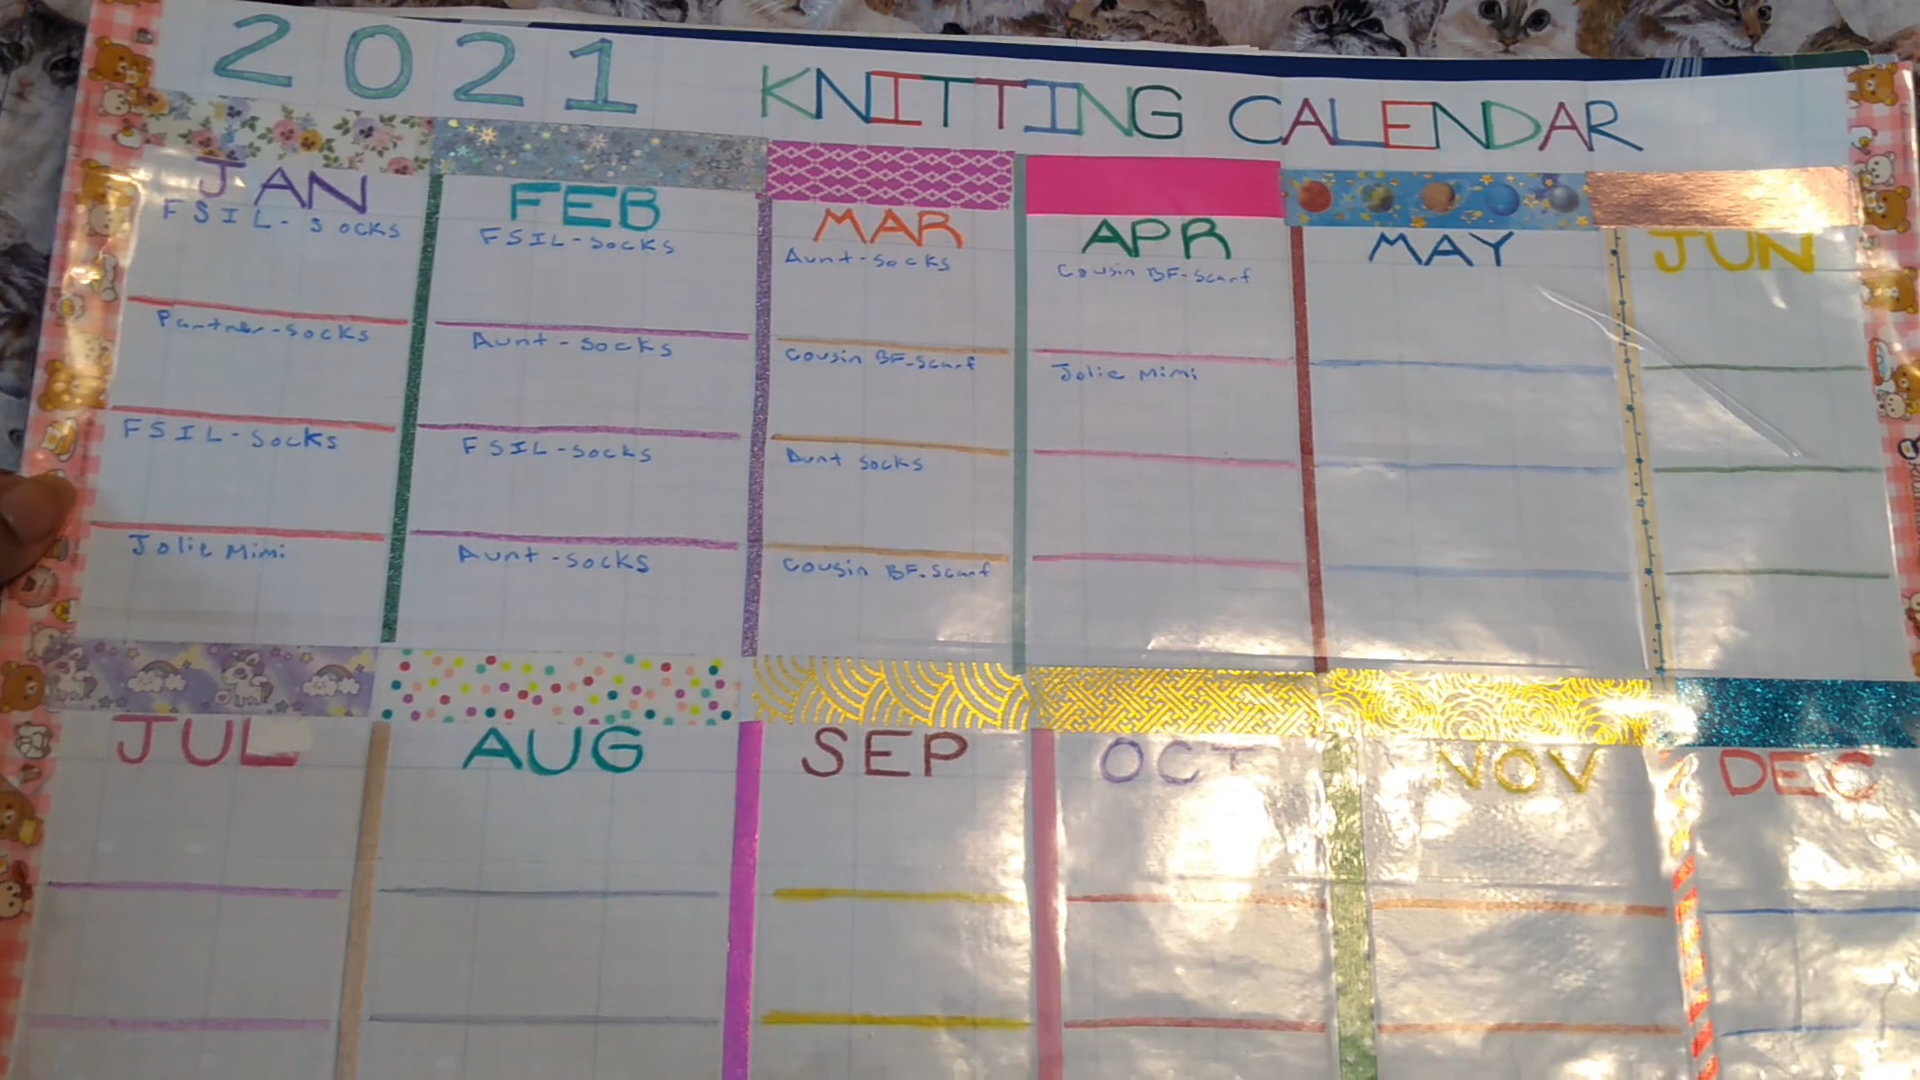 2021 KNITTING CALENDAR
JAN
FSIL-Socks
Partner-Socks
FSIL-Socks
Jolie Mimi
FEB
FSIL-Socks
Aunt-Socks
FSIL-Socks
Aunt-Socks
MAR
Aunt-Socks
Cousin BF-Scarf
Aunt Socks
Cousin BF-Scarf
APR
Cousin BF-Scarf
Jolie Mimi
MAY
JUN
JUL
AUG
SEP
OCT
NOV
DEC